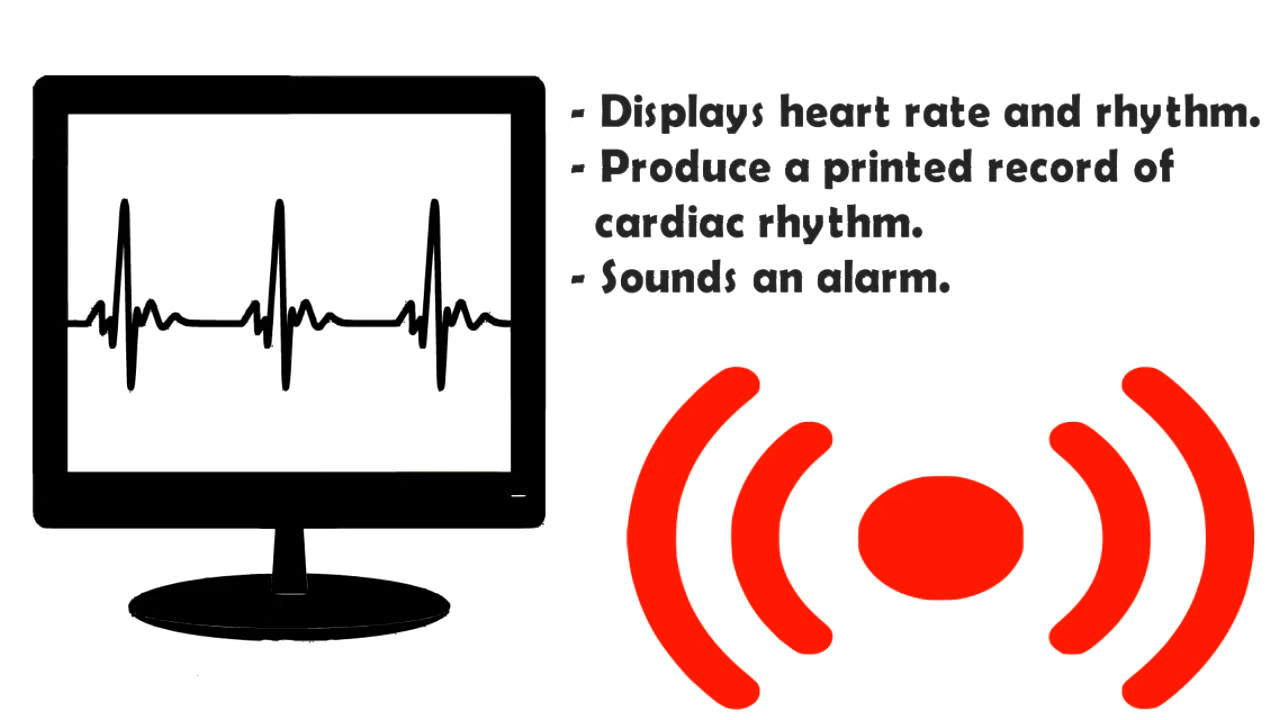 - Displays heart rate and rhythm.
- Produce a printed record of
cardiac rhythm.
- Sounds an alarm.